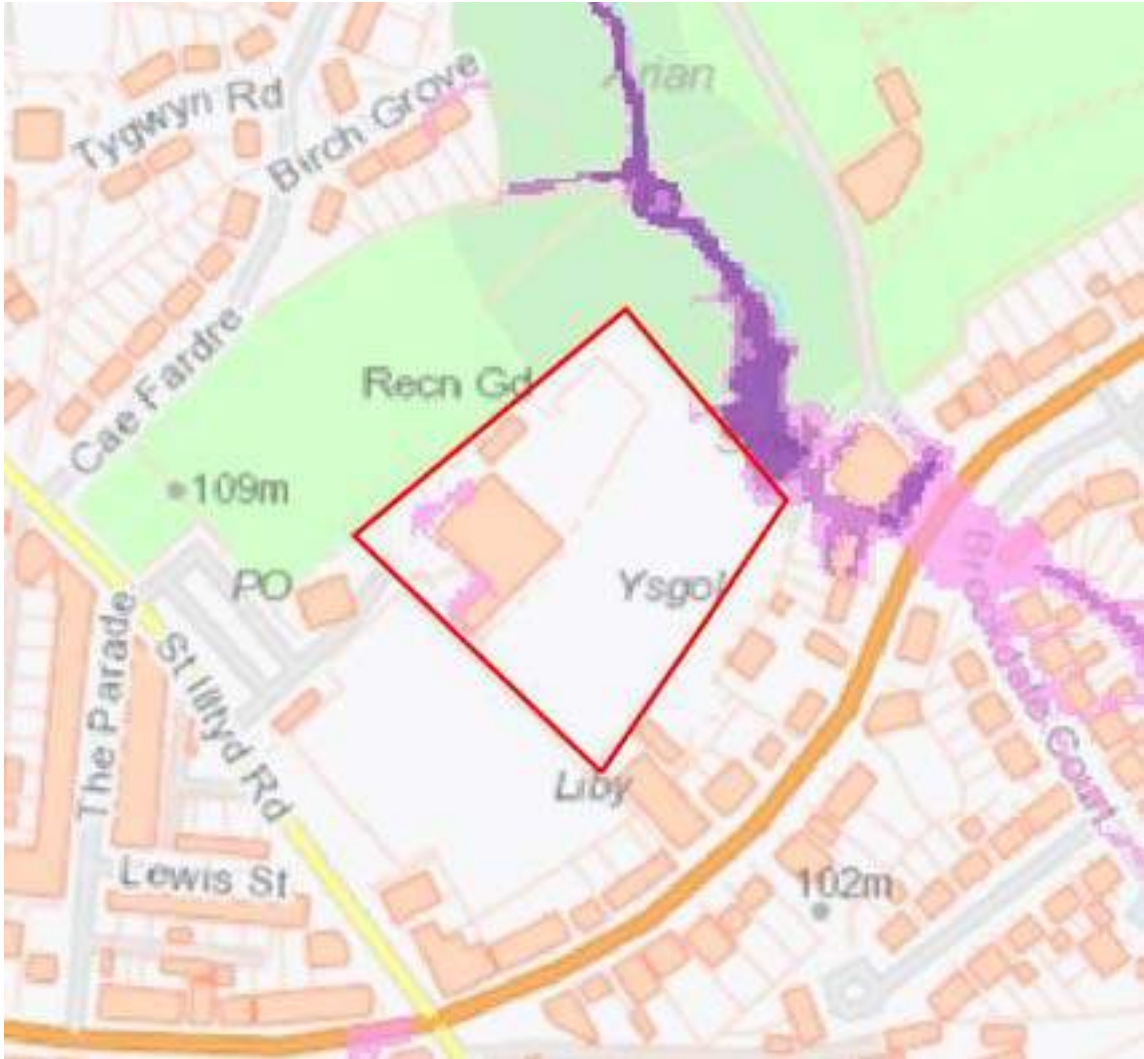 Arian
Tygwyn Rd
Birch Grove
Recn Gd
Cae Fardre
109m
PO
Ysgol
The Parade
St Illtyd Rd
Brookdale Court
Liby
Lewis St
102m